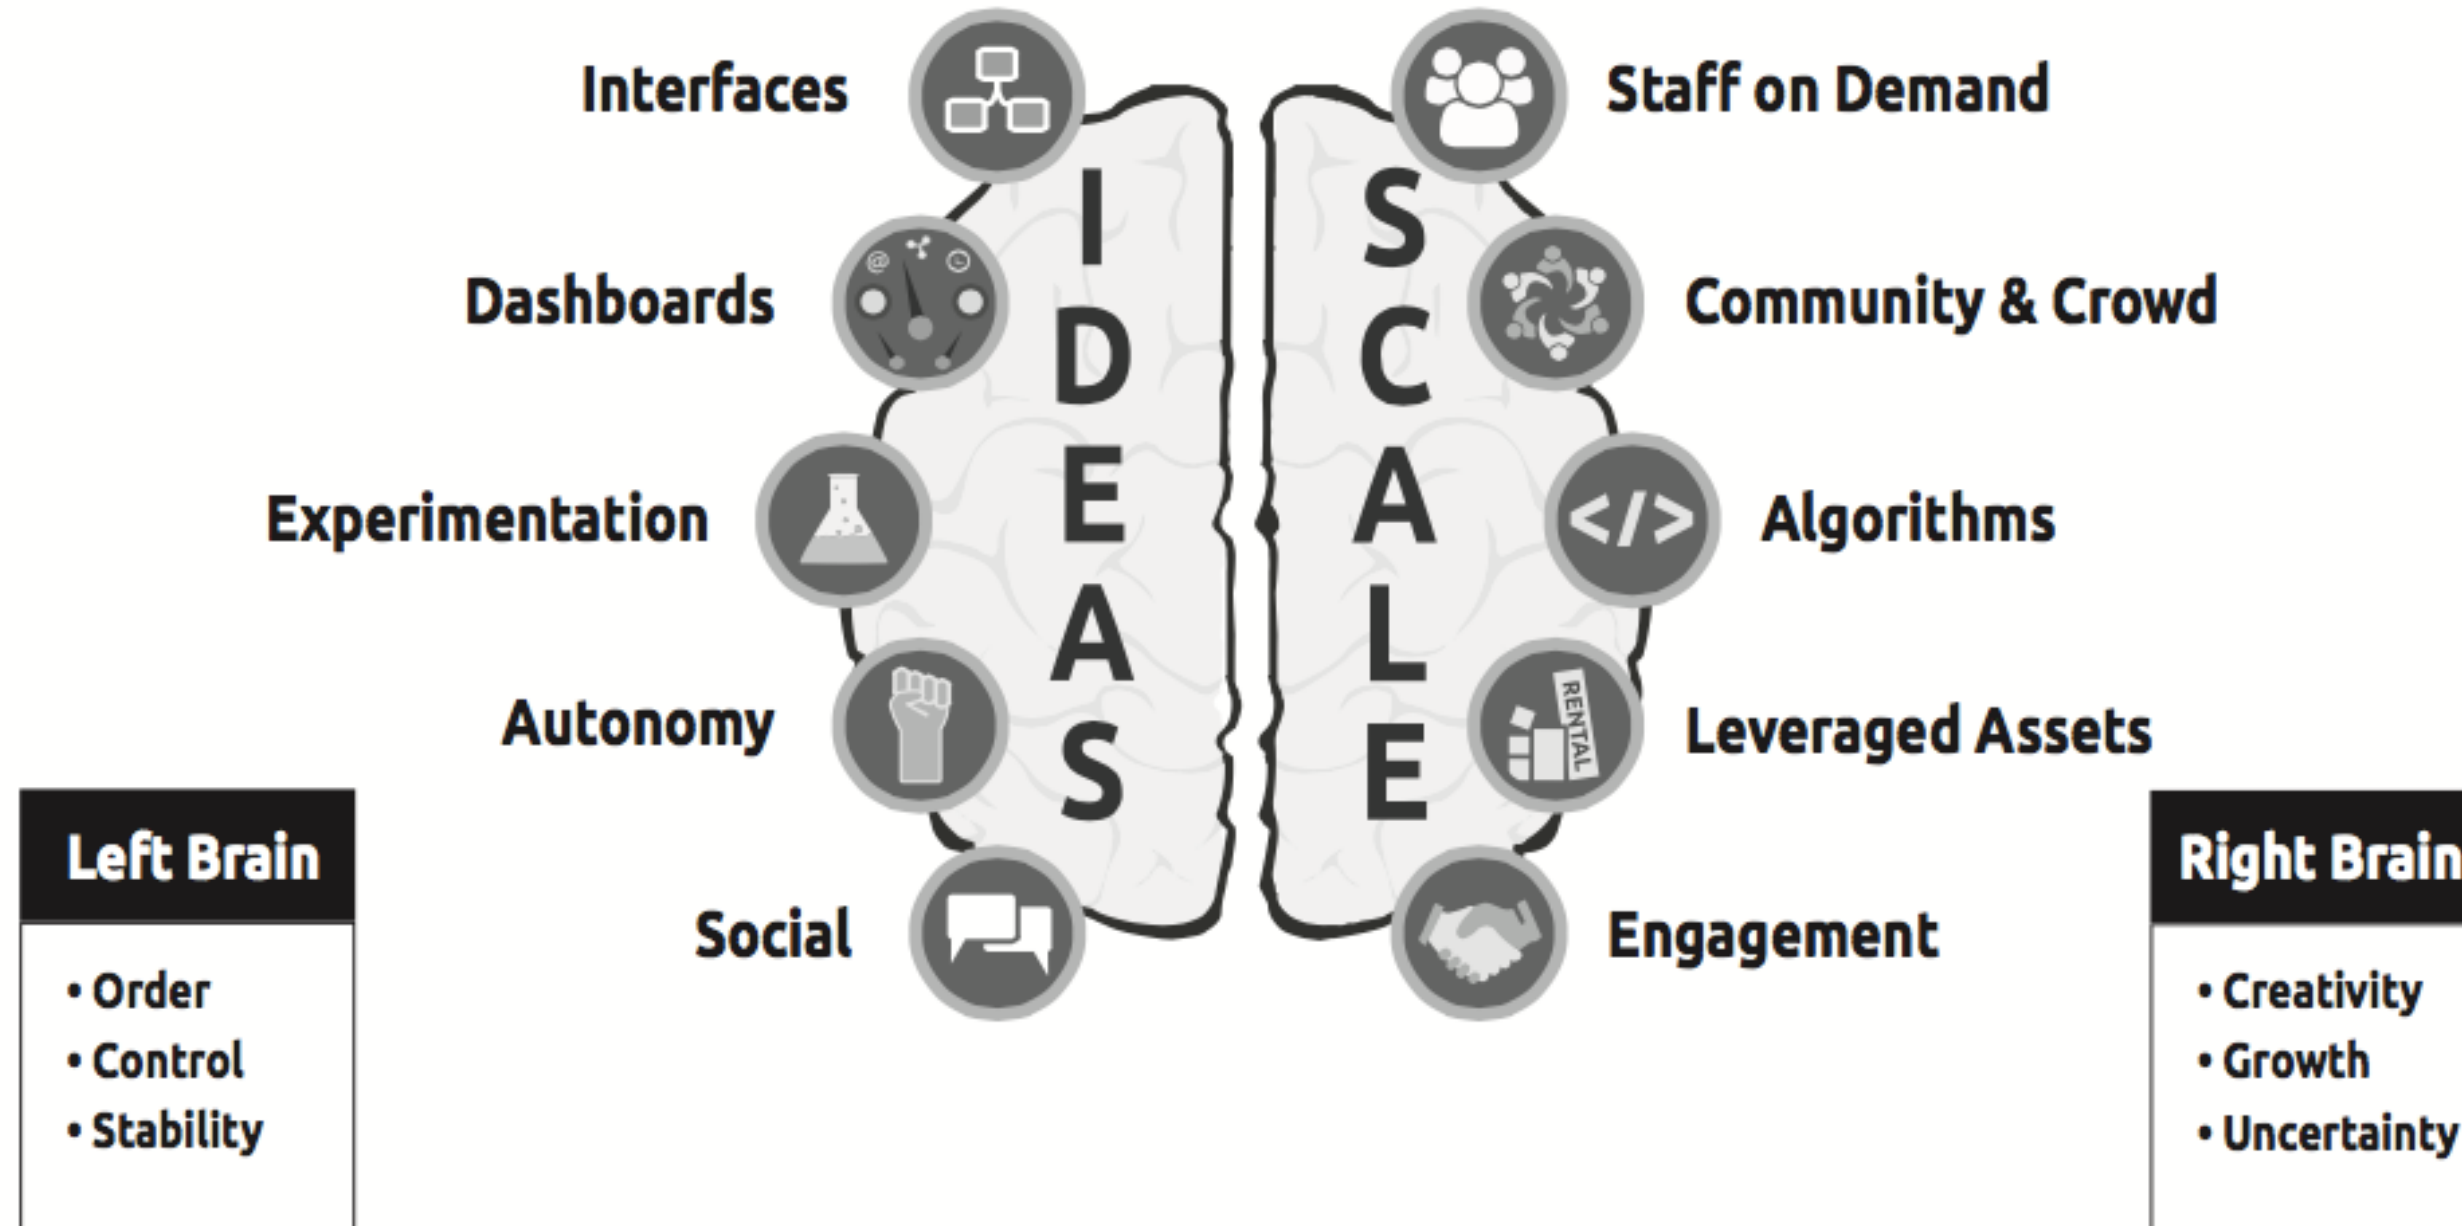 Interfaces
Staff on Demand
Dashboards
@
Community & Crowd
Experimentation
</>
Algorithms
Autonomy
RENTAL
Leveraged Assets
Social
Engagement
I
D
E
A
S
S
C
A
L
E
Left Brain
• Order
• Control
• Stability
Right Brain
• Creativity
• Growth
• Uncertainty